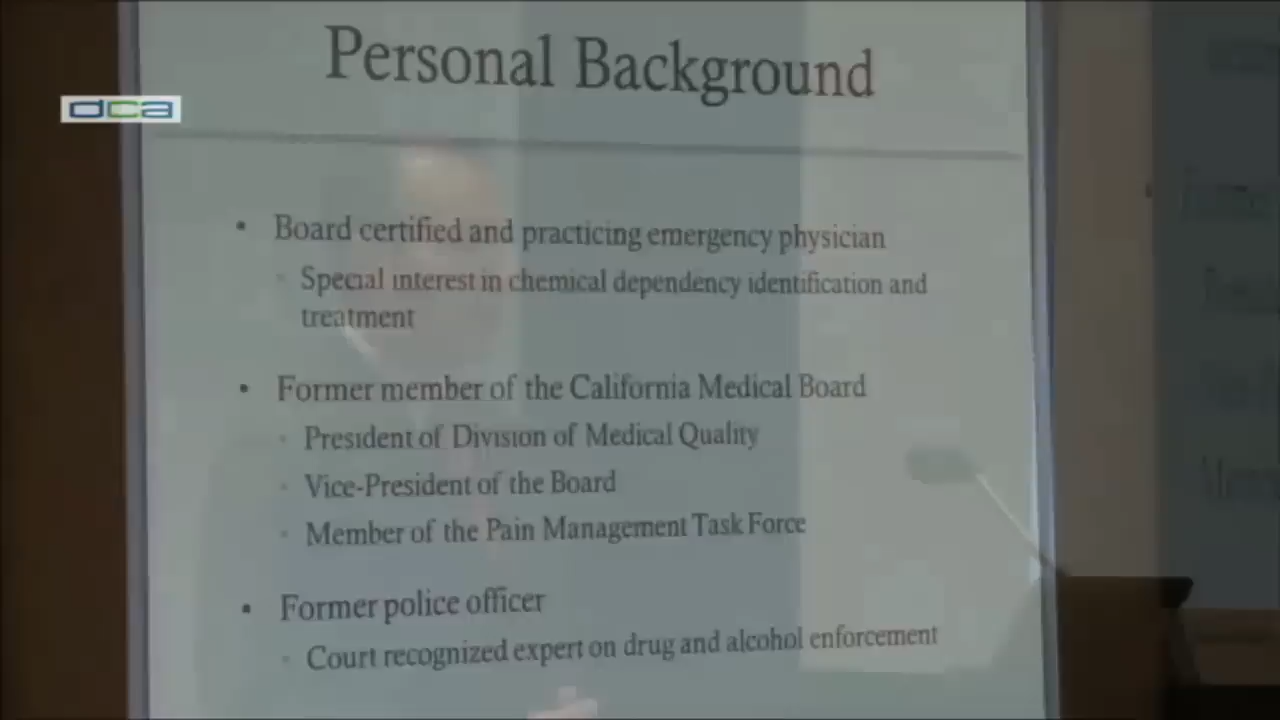 Personal Background
dca
• Board certified and practicing emergency physician
◦ Special interest in chemical dependency identification and
treatment
• Former member of the California Medical Board
◦ President of Division of Medical Quality
◦ Vice-President of the Board
◦ Member of the Pain Management Task Force
• Former police officer
◦ Court recognized expert on drug and alcohol enforcement